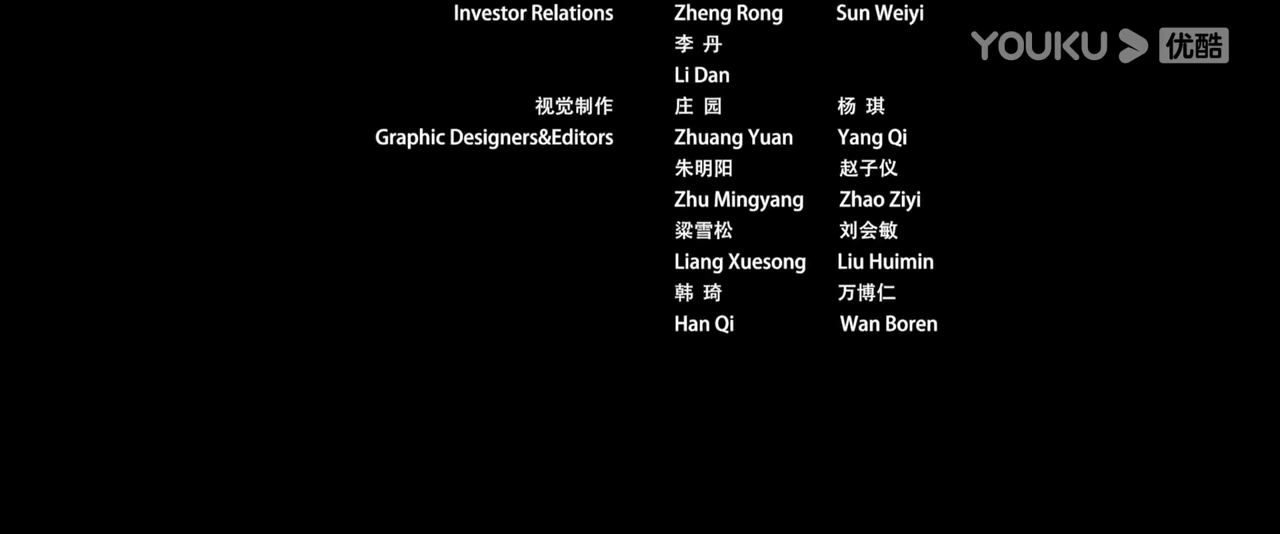 Investor Relations Zheng Rong Sun Weiyi
YOUKU 优酷
李 丹
Li Dan
视觉制作 庄 园 杨 琪
Graphic Designers&Editors Zhuang Yuan Yang Qi
朱明阳 赵子仪
Zhu Mingyang Zhao Ziyi
梁雪松 刘会敏
Liang Xuesong Liu Huimin
韩 琦 万博仁
Han Qi Wan Boren